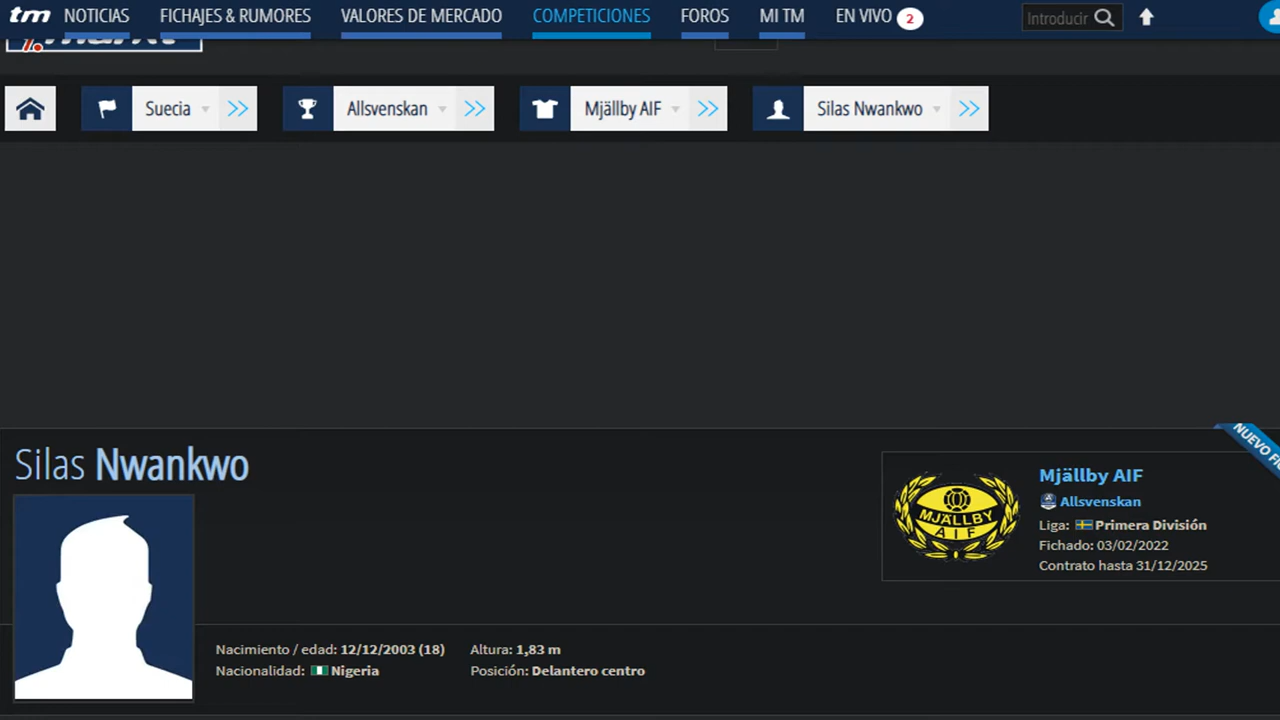 tm NOTICIAS FICHAJES & RUMORES VALORES DE MERCADO COMPETICIONES FOROS MI TM EN VIVO 2 Introducir
Suecia Allsvenskan Mjällby AIF Silas Nwankwo
NUEVO
Silas Nwankwo
MJÄLLBY
A I F
Mjällby AIF
Allsvenskan
Liga: Primera División
Fichado: 03/02/2022
Contrato hasta 31/12/2025
Nacimiento / edad: 12/12/2003 (18) Altura: 1,83 m
Nacionalidad: Nigeria Posición: Delantero centro